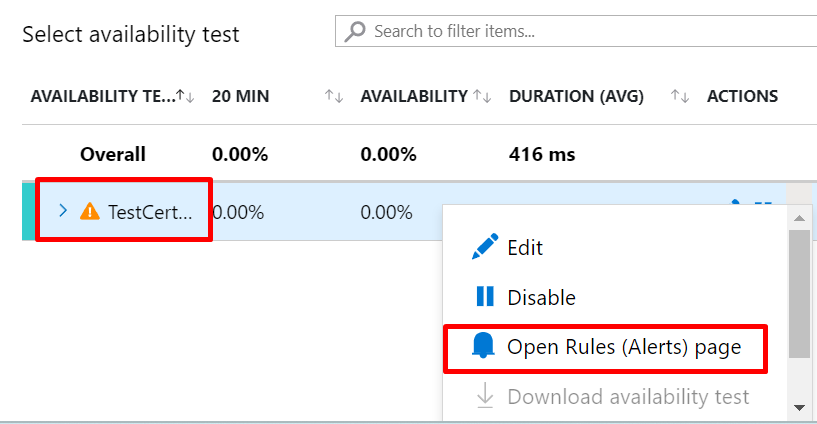 Select availability test
Search to filter items...
AVAILABILITY TE... 20 MIN AVAILABILITY DURATION (AVG) ACTIONS
Overall 0.00% 0.00% 416 ms
TestCert... 0.00% 0.00%
Edit
Disable
Open Rules (Alerts) page
Download availability test